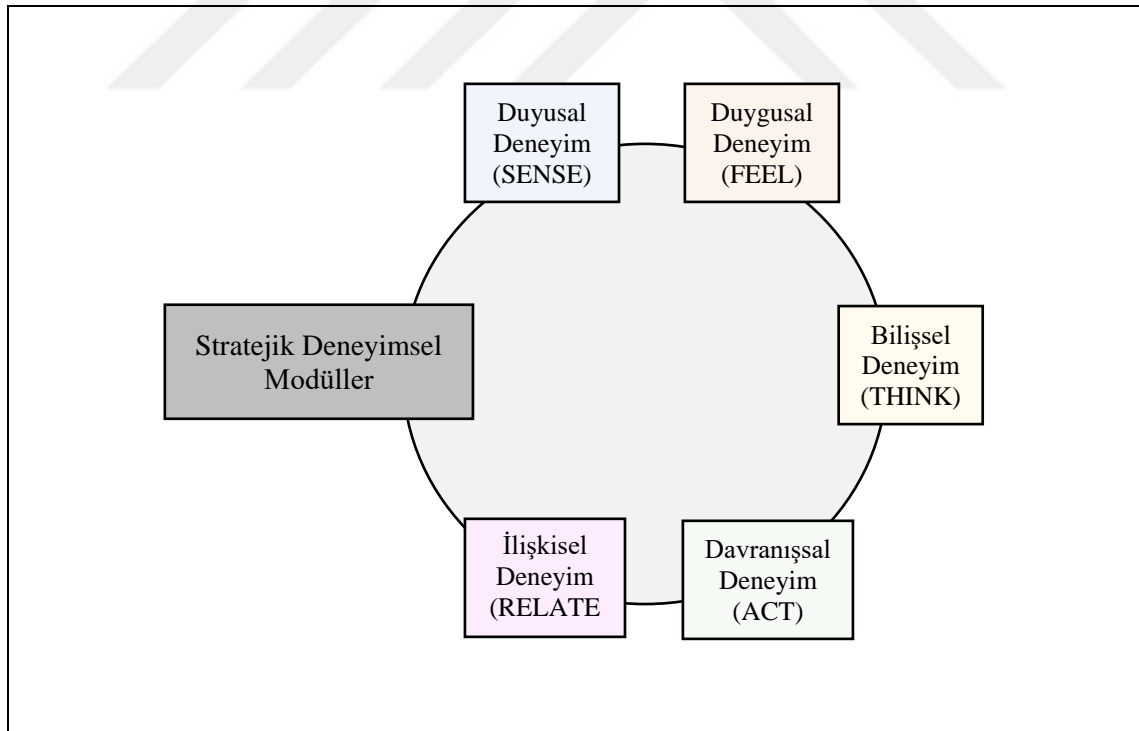 Duyusal
Deneyim
(SENSE)
Duygusal
Deneyim
(FEEL)
Stratejik Deneyimsel
Modüller
Bilişsel
Deneyim
(THINK)
İlişkisel
Deneyim
(RELATE
Davranışsal
Deneyim
(ACT)